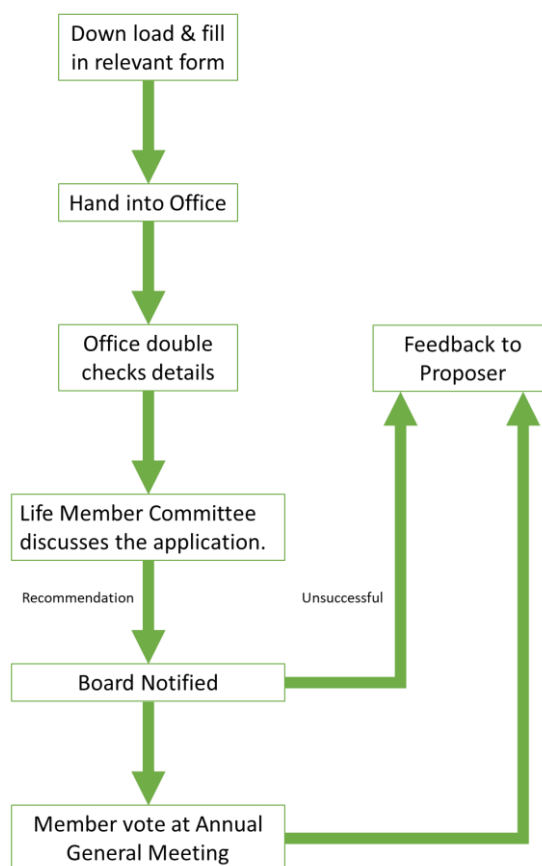 Down load & fill
in relevant form
Hand into Office
Office double
checks details
Feedback to
Proposer
Life Member Committee
discusses the application.
Recommendation
Unsuccessful
Board Notified
Member vote at Annual
General Meeting